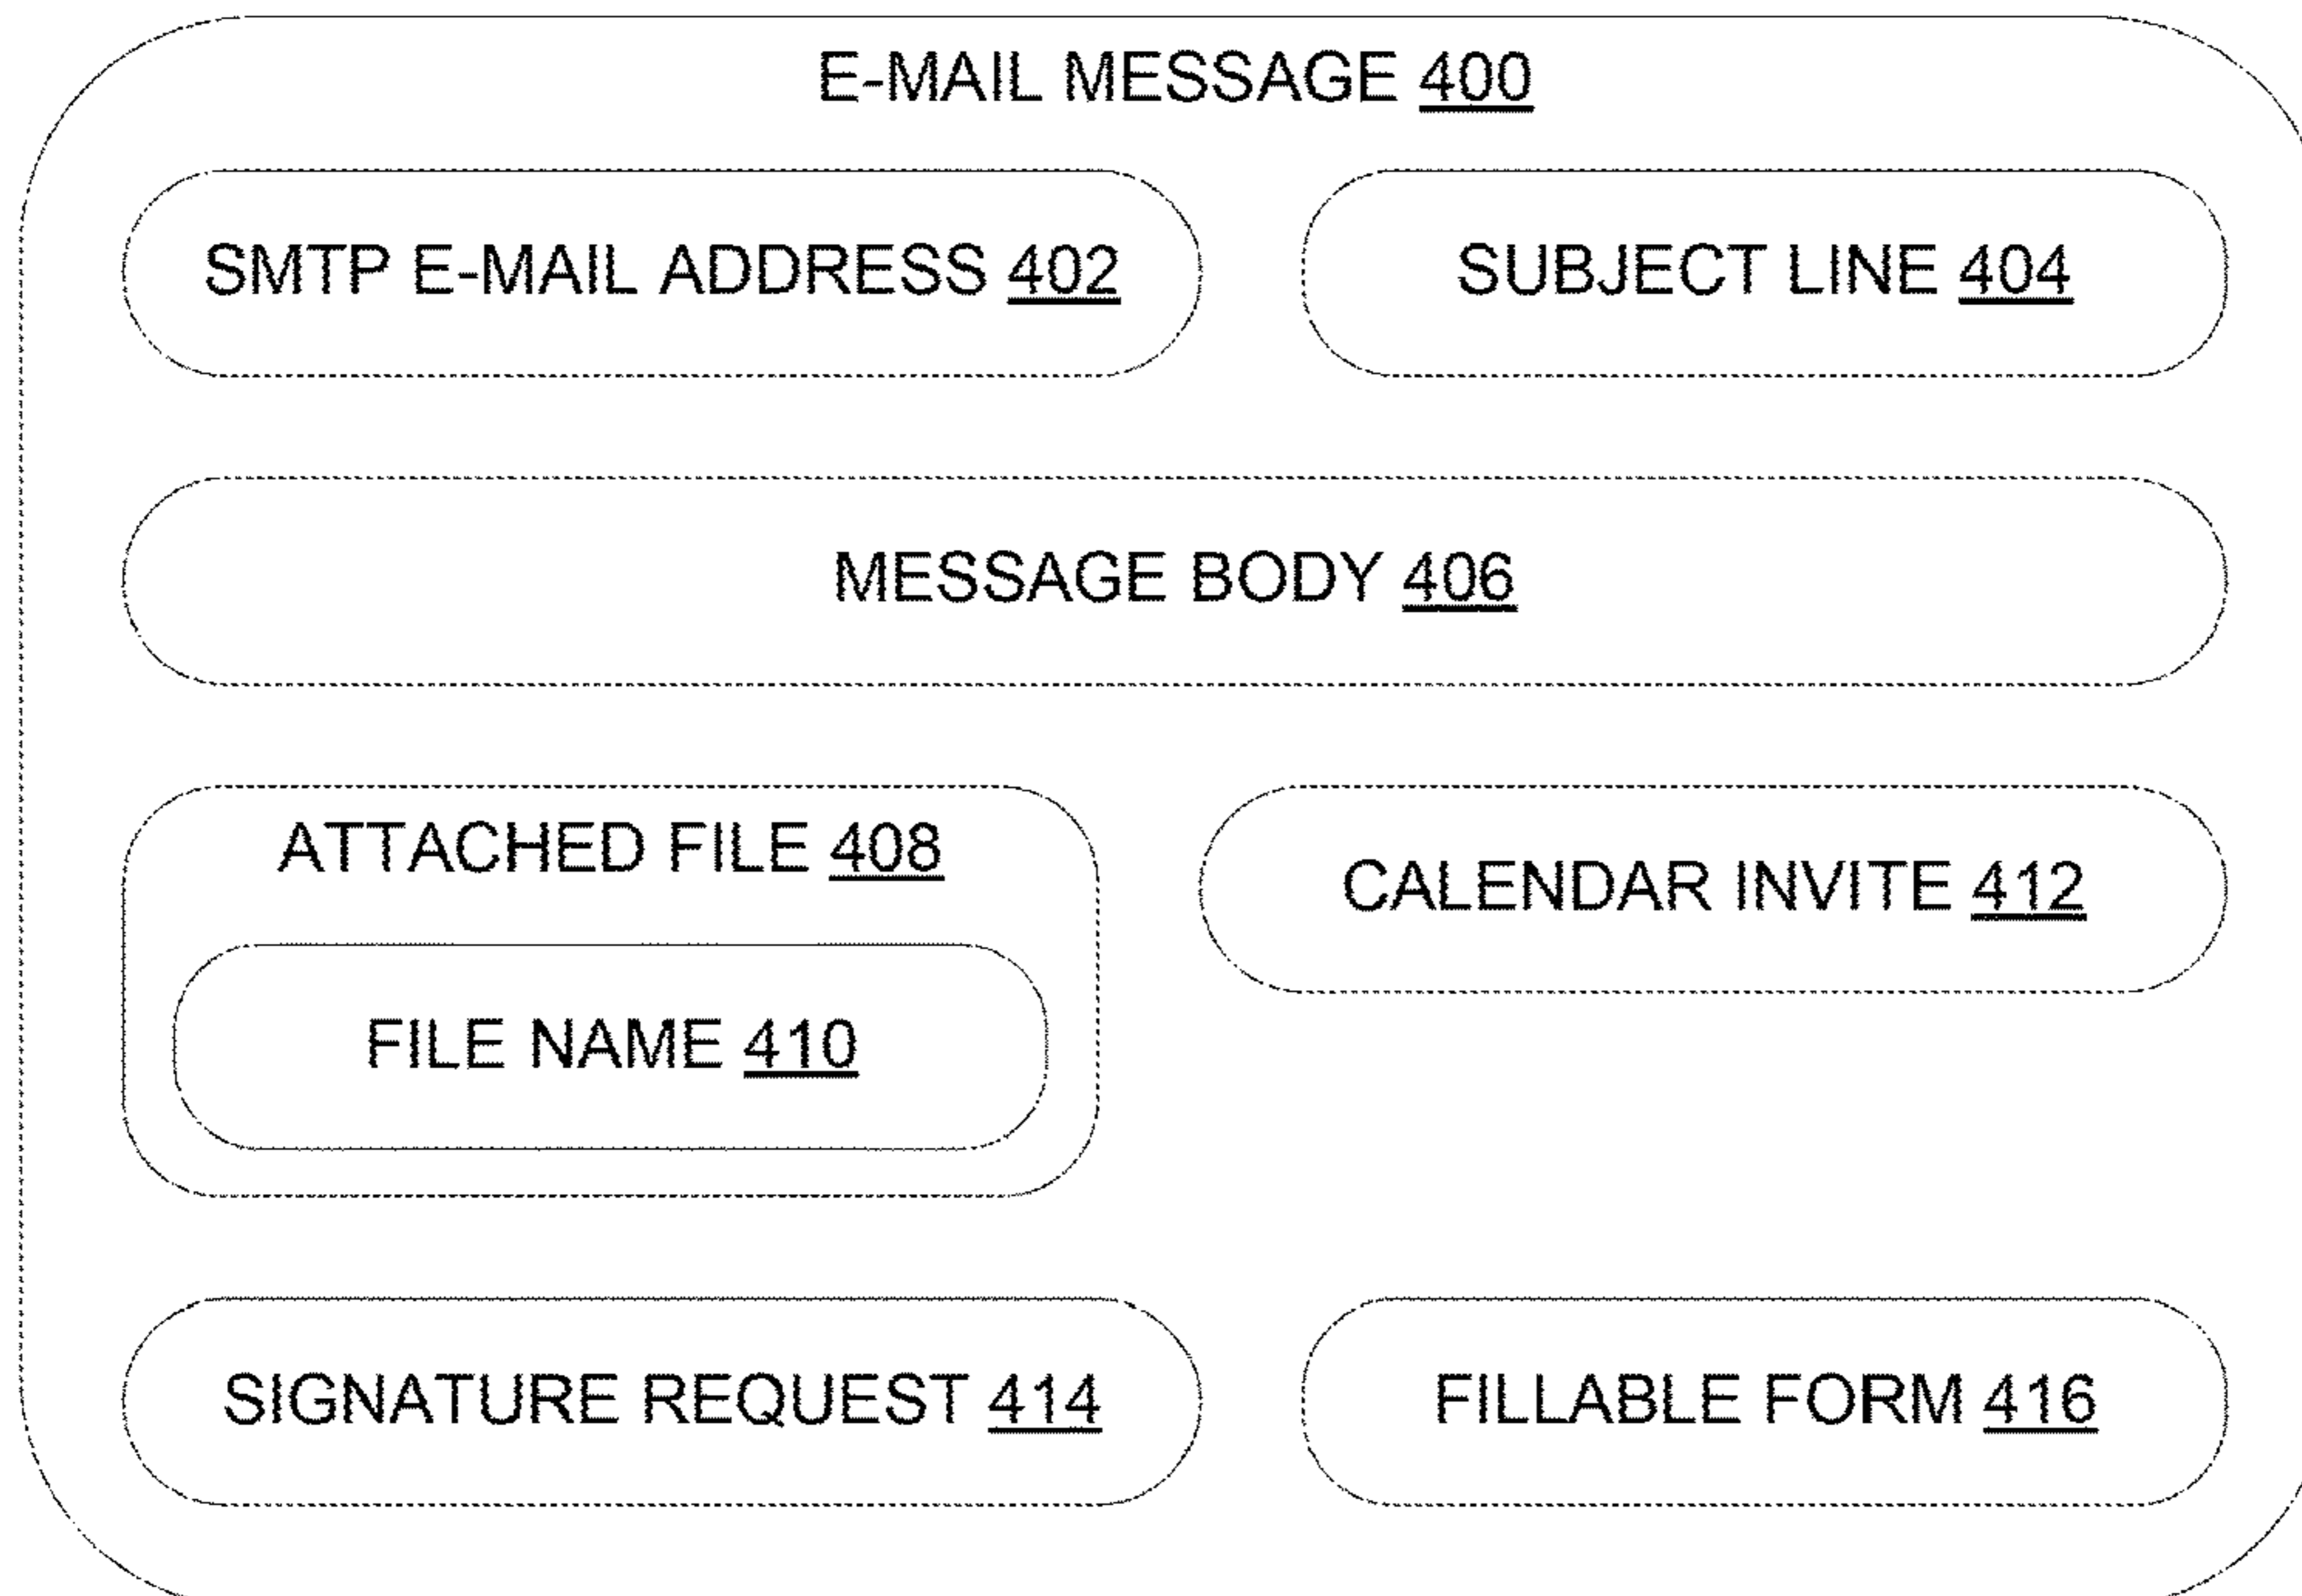 E-MAIL MESSAGE 400
SMTP E-MAIL ADDRESS 402
SUBJECT LINE 404
MESSAGE BODY 406
ATTACHED FILE 408
FILE NAME 410
CALENDAR INVITE 412
SIGNATURE REQUEST 414
FILLABLE FORM 416